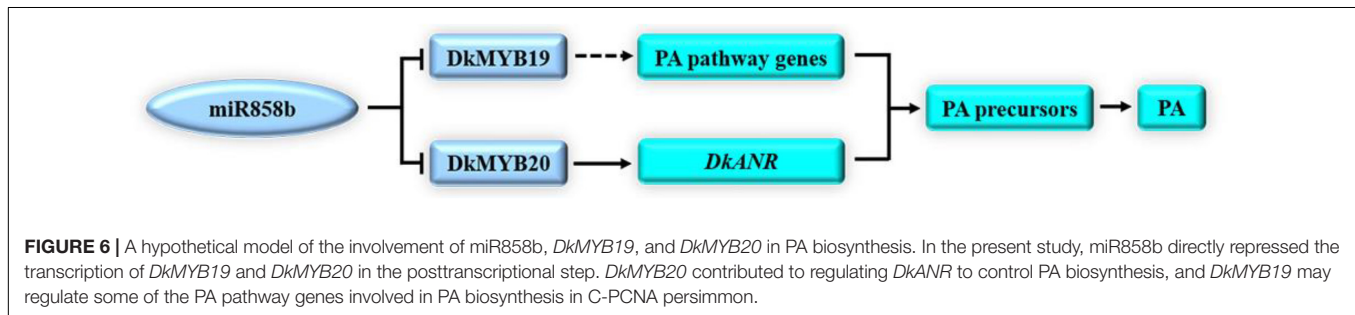 DkMYB19
PA pathway genes
miR858b
PA precursors
PA
DkMYB20
DkANR
FIGURE 6 | A hypothetical model of the involvement of miR858b, DkMYB19, and DkMYB20 in PA biosynthesis. In the present study, miR858b directly repressed the
transcription of DkMYB19 and DkMYB20 in the posttranscriptional step. DkMYB20 contributed to regulating DkANR to control PA biosynthesis, and DkMYB19 may
regulate some of the PA pathway genes involved in PA biosynthesis in C-PCNA persimmon.